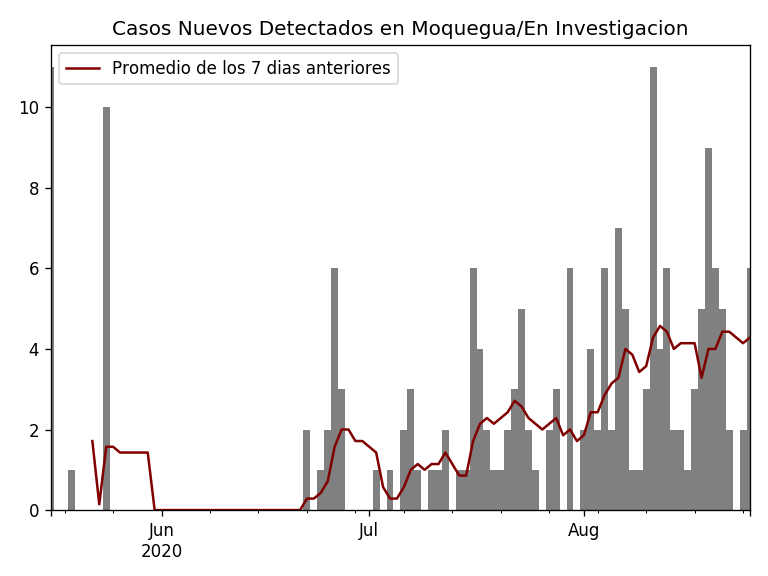 Casos Nuevos Detectados en Moquegua/En Investigacion
Promedio de los 7 dias anteriores
10
8
6
4
2
0
Jun
2020
Jul
Aug